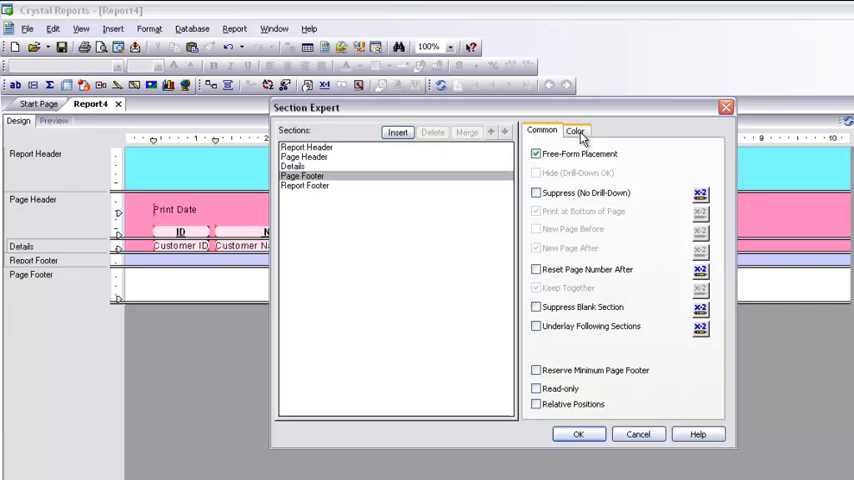 Crystal Reports - [Report4]
File Edit View Insert Format Database Report Window Help
100%
Start Page Report4
Design Preview
9 10
Report Header
Page Header
Print Date
ID N
Details
Customer ID Customer Na
Report Footer
Page Footer
Section Expert
Sections:
Insert Delete Merge
Report Header
Page Header
Details
Page Footer
Report Footer
Common Color
Free-Form Placement
Hide (Drill-Down OK)
Suppress (No Drill-Down)
Print at Bottom of Page
New Page Before
New Page After
Reset Page Number After
Keep Together
Suppress Blank Section
Underlay Following Sections
Reserve Minimum Page Footer
Read-only
Relative Positions
OK Cancel Help